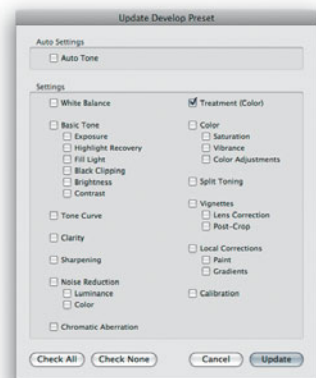 Update Develop Preset
Auto Settings
Auto Tone
Settings
White Balance
Basic Tone
Exposure
Highlight Recovery
Fill Light
Black Clipping
Brightness
Contrast
Tone Curve
Clarity
Sharpening
Noise Reduction
Luminance
Color
Chromatic Aberration
Treatment (Color)
Color
Saturation
Vibrance
Color Adjustments
Split Toning
Vignettes
Lens Correction
Post-Crop
Local Corrections
Paint
Gradients
Calibration
Check All
Check None
Cancel
Update